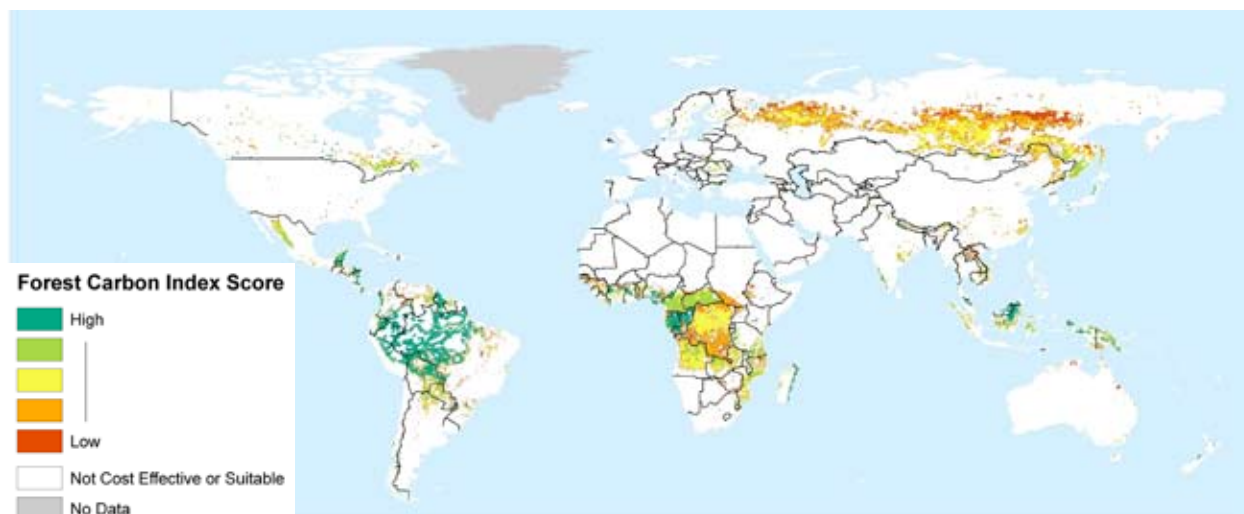 Forest Carbon Index Score
High
Low
Not Cost Effective or Suitable
No Data